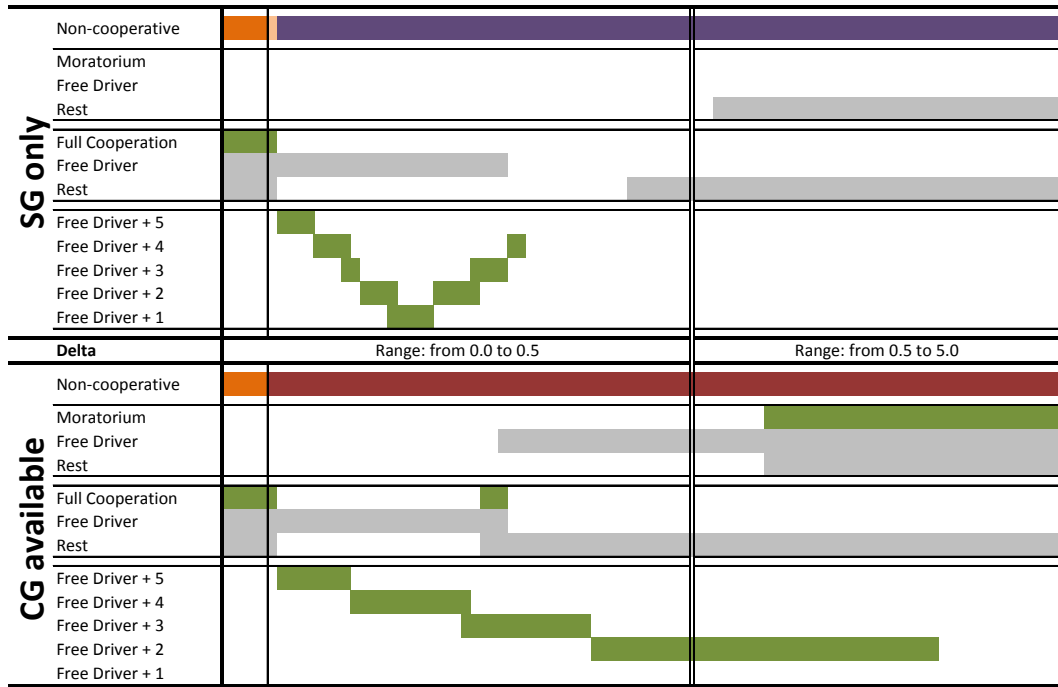 SG only
Non-cooperative
Moratorium
Free Driver
Rest
Full Cooperation
Free Driver
Rest
Free Driver + 5
Free Driver + 4
Free Driver + 3
Free Driver + 2
Free Driver + 1
Delta Range: from 0.0 to 0.5 Range: from 0.5 to 5.0
CG available
Non-cooperative
Moratorium
Free Driver
Rest
Full Cooperation
Free Driver
Rest
Free Driver + 5
Free Driver + 4
Free Driver + 3
Free Driver + 2
Free Driver + 1